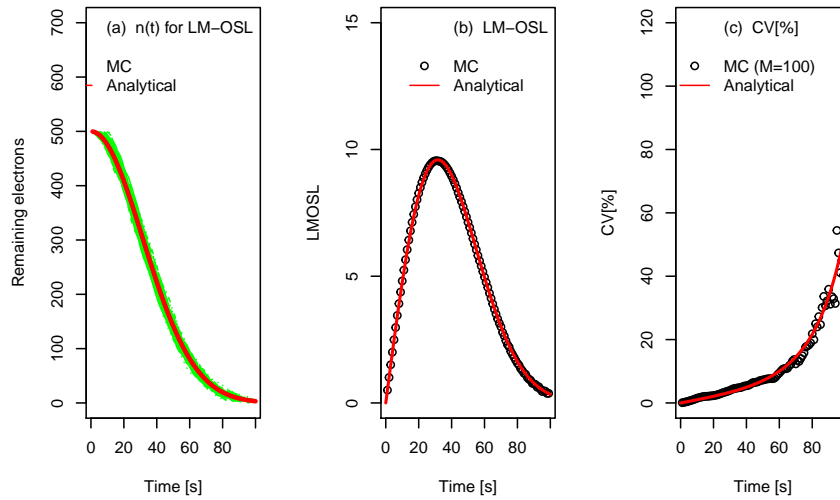 (a) n(t) for LM−OSL
MC
Analytical
700
600
500
400
300
200
100
0
Remaining electrons
0 20 40 60 80
Time [s]
(b) LM−OSL
MC
Analytical
15
10
5
0
LMOSL
0 20 40 60 80
Time [s]
(c) CV[%]
MC (M=100)
Analytical
120
100
80
60
40
20
0
CV[%]
0 20 40 60 80
Time [s]